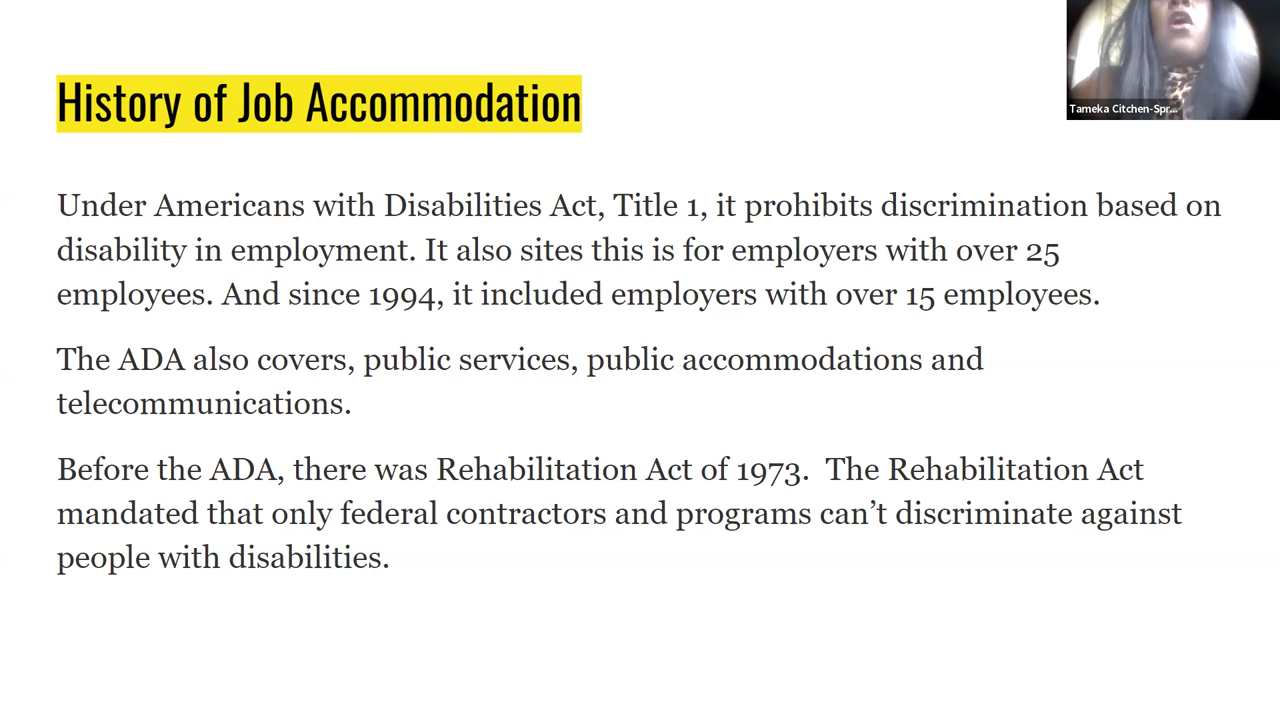 History of Job Accommodation
Tameka Citchen-Spr...
Under Americans with Disabilities Act, Title 1, it prohibits discrimination based on
disability in employment. It also sites this is for employers with over 25
employees. And since 1994, it included employers with over 15 employees.
The ADA also covers, public services, public accommodations and
telecommunications.
Before the ADA, there was Rehabilitation Act of 1973.  The Rehabilitation Act
mandated that only federal contractors and programs can’t discriminate against
people with disabilities.